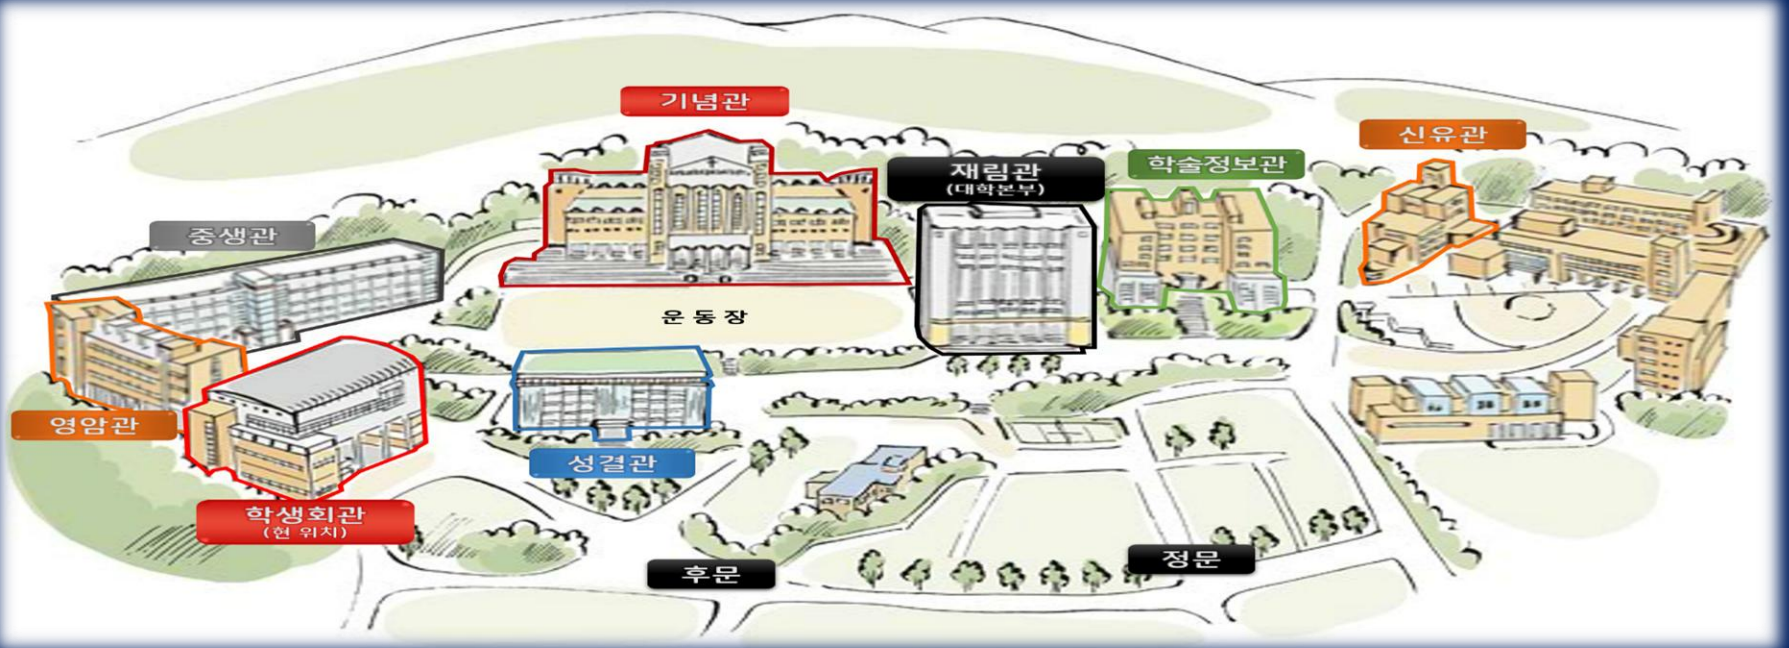 기념관
신유관
재림관
(대학본부)
학술정보관
중생관
운동장
영암관
성결관
학생회관
(현 위치)
후문
정문